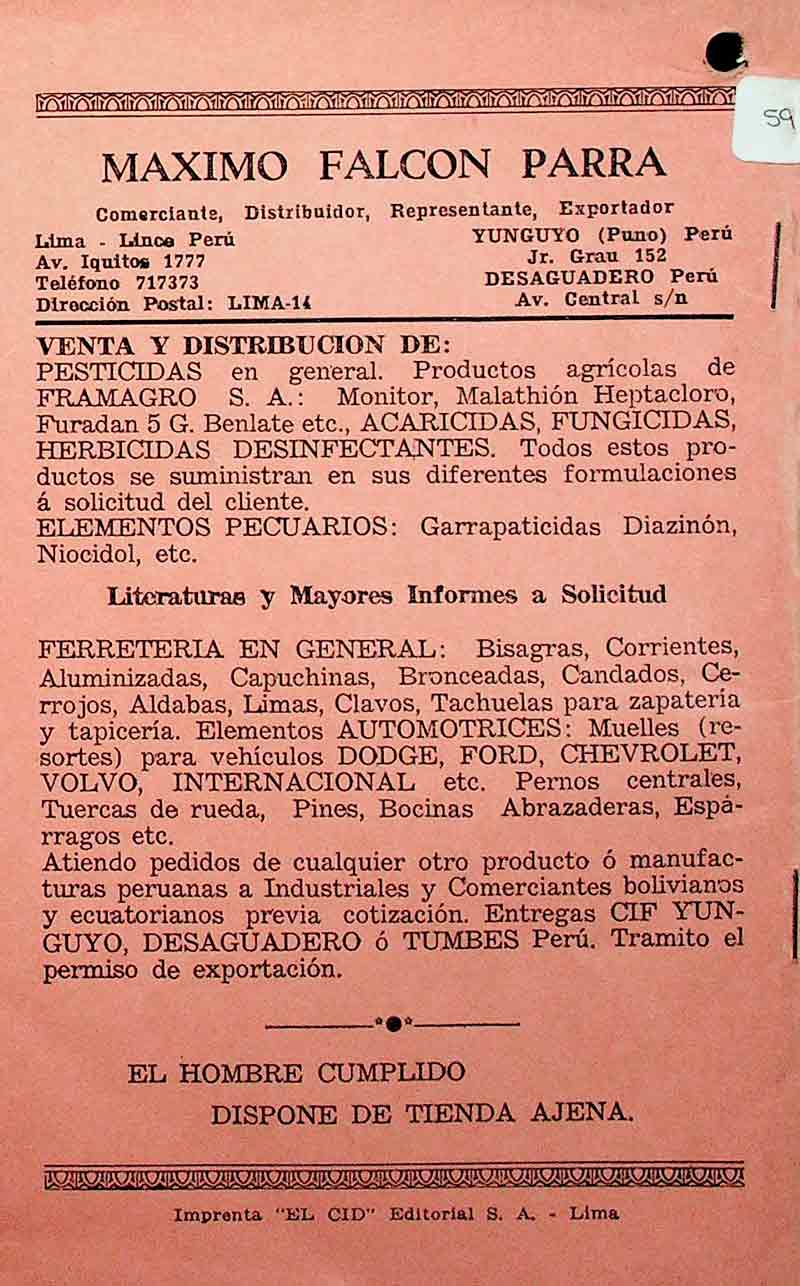 59
MAXIMO FALCON PARRA
Comerciante, Distribuidor, Representante, Exportador
Lima - Lince Perú
Av. Iquitos 1777
Teléfono 717373
Dirección Postal: LIMA-14
YUNGUYO (Puno) Perú
Jr. Grau 152
DESAGUADERO Perú
Av. Central s/n
VENTA Y DISTRIBUCION DE:
PESTICIDAS en general. Productos agrícolas de
FRAMAGRO S. A.: Monitor, Malathión Heptacloro,
Furadan 5 G. Benlate etc., ACARICIDAS, FUNGICIDAS,
HERBICIDAS DESINFECTANTES. Todos estos pro-
ductos se suministran en sus diferentes formulaciones
á solicitud del cliente.
ELEMENTOS PECUARIOS: Garrapaticidas Diazinón,
Niocidol, etc.
Literaturas y Mayores Informes a Solicitud
FERRETERIA EN GENERAL: Bisagras, Corrientes,
Aluminizadas, Capuchinas, Bronceadas, Candados, Ce-
rrojos, Aldabas, Limas, Clavos, Tachuelas para zapatería
y tapicería. Elementos AUTOMOTRICES: Muelles (re-
sortes) para vehículos DODGE, FORD, CHEVROLET,
VOLVO, INTERNACIONAL etc. Pernos centrales,
Tuercas de rueda, Pines, Bocinas Abrazaderas, Espá-
rragos etc.
Atiendo pedidos de cualquier otro producto ó manufac-
turas peruanas a Industriales y Comerciantes bolivianos
y ecuatorianos previa cotización. Entregas CIF YUN-
GUYO, DESAGUADERO ó TUMBES Perú. Tramito el
permiso de exportación.
EL HOMBRE CUMPLIDO
DISPONE DE TIENDA AJENA.
Imprenta "EL CID" Editorial S. A. - Lima